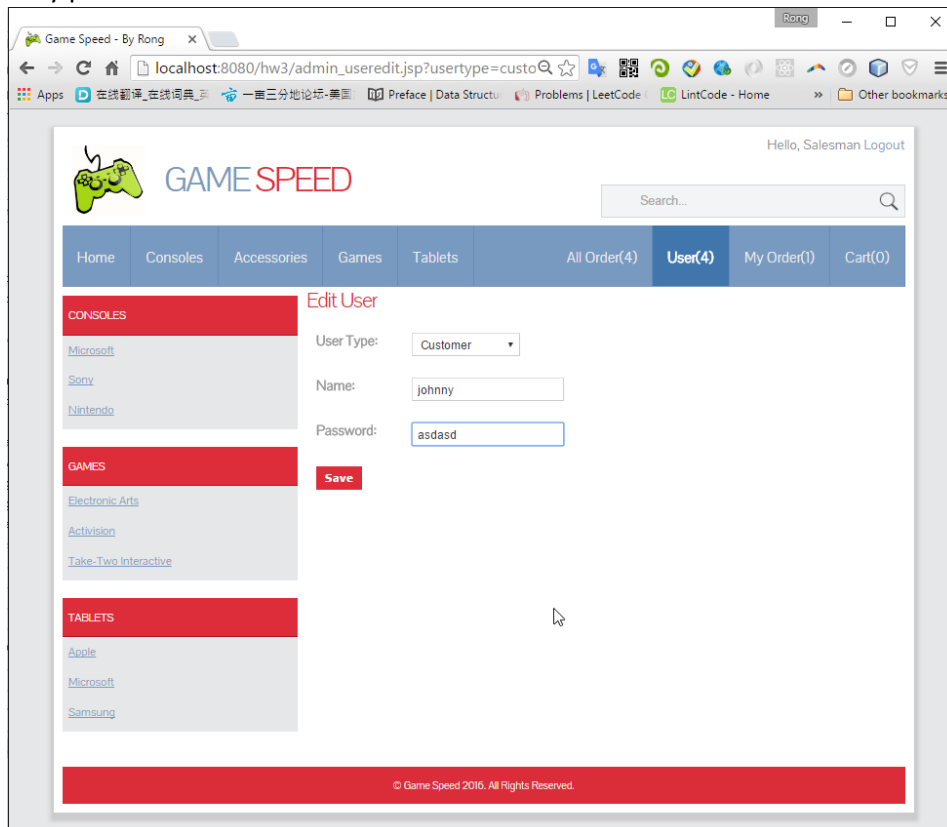 Rong
Game Speed - By Rong
localhost:8080/hw3/admin_useredit.jsp?usertype=custo
Apps 在线翻译_在线词典_英 一亩三分地论坛-美国 Preface | Data Structu Problems | LeetCode LintCode - Home » Other bookmarks
Hello, Salesman Logout
GAME SPEED
Search...
Home Consoles Accessories Games Tablets All Order(4) User(4) My Order(1) Cart(0)
CONSOLES
Microsoft
Sony
Nintendo
GAMES
Electronic Arts
Activision
Take-Two Interactive
TABLETS
Apple
Microsoft
Samsung
Edit User
User Type: Customer
Name: johnny
Password: asdasd
Save
© Game Speed 2016. All Rights Reserved.